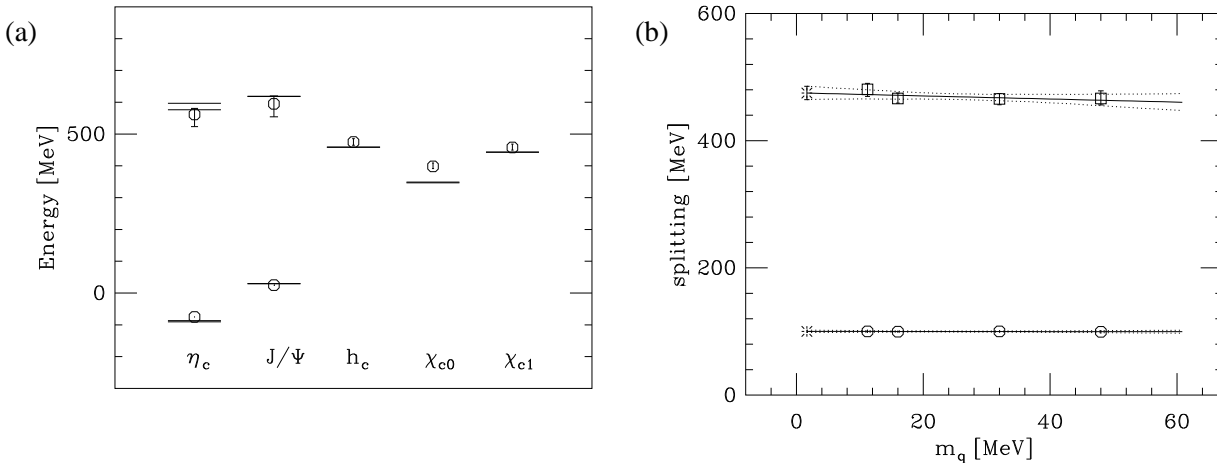 (a)
Energy [MeV]
500
0
η_c
J/Ψ
h_c
χ_c0
χ_c1
(b)
splitting [MeV]
600
400
200
0
0
20
40
60
m_q [MeV]